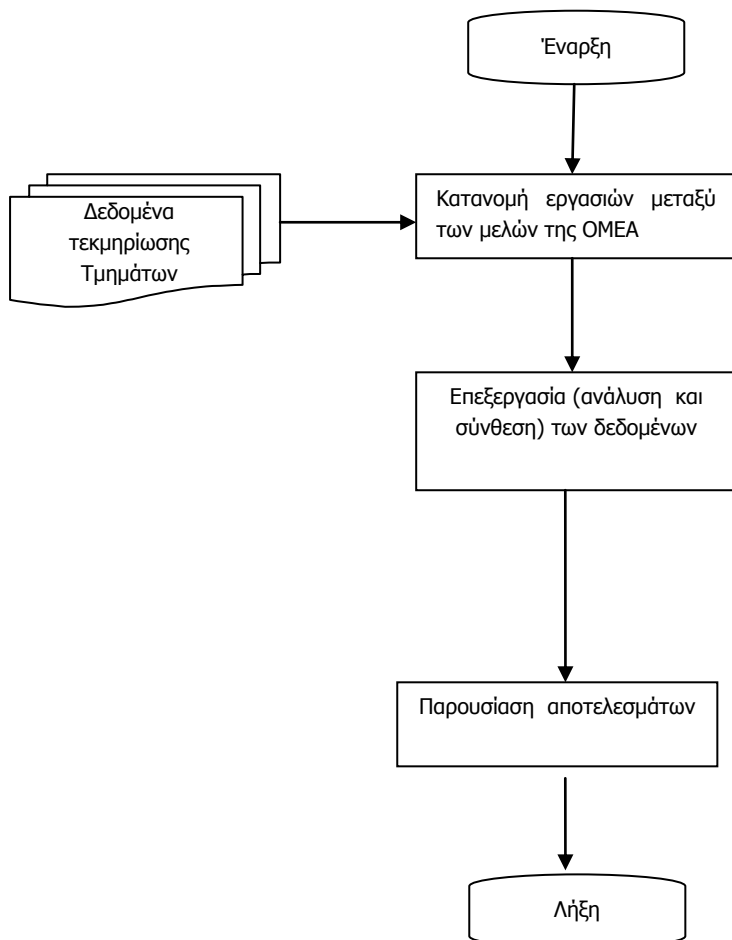 Έναρξη
Δεδομένα
τεκμηρίωσης
Τμημάτων
Κατανομή εργασιών μεταξύ
των μελών της ΟΜΕΑ
Επεξεργασία (ανάλυση και
σύνθεση) των δεδομένων
Παρουσίαση αποτελεσμάτων
Λήξη